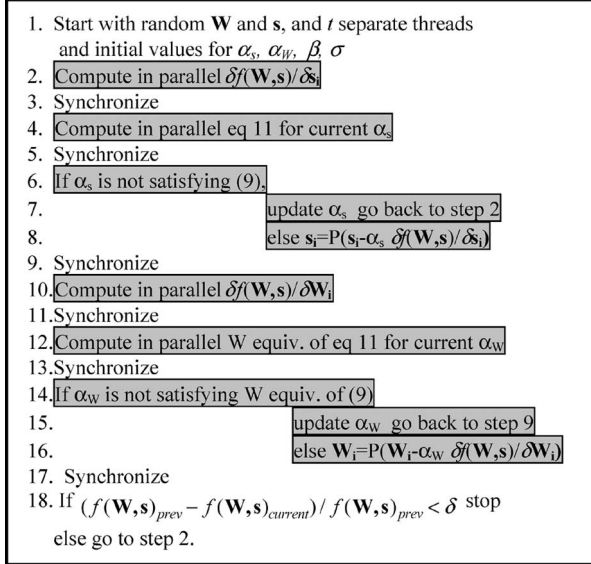 1. Start with random W and s, and t separate threads
and initial values for αs, αW, β, σ
2. Compute in parallel δf(W,s)/δsi
3. Synchronize
4. Compute in parallel eq 11 for current αs
5. Synchronize
6. If αs is not satisfying (9),
7. update αs go back to step 2
8. else si=P(si-αs δf(W,s)/δsi)
9. Synchronize
10. Compute in parallel δf(W,s)/δWi
11. Synchronize
12. Compute in parallel W equiv. of eq 11 for current αW
13. Synchronize
14. If αW is not satisfying W equiv. of (9)
15. update αW go back to step 9
16. else Wi=P(Wi-αW δf(W,s)/δWi)
17. Synchronize
18. If (f(W,s)prev − f(W,s)current) / f(W,s)prev < δ stop
else go to step 2.